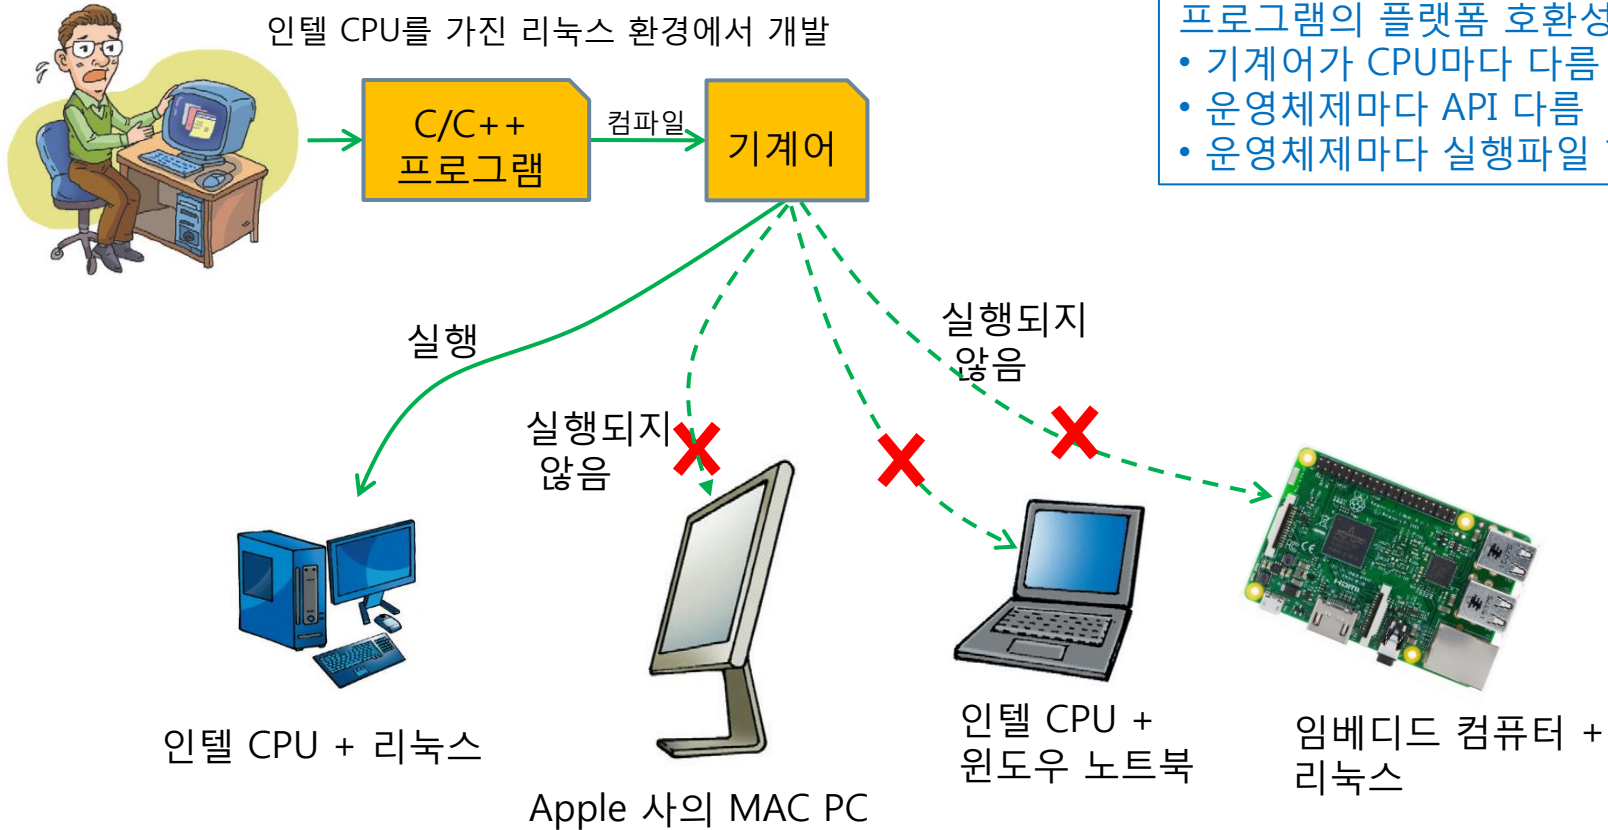 인텔 CPU를 가진 리눅스 환경에서 개발
프로그램의 플랫폼 호환성
• 기계어가 CPU마다 다름
• 운영체제마다 API 다름
• 운영체제마다 실행파일
C/C++
프로그램
컴파일
기계어
실행
실행되지
않음
실행되지
않음
인텔 CPU + 리눅스
Apple 사의 MAC PC
인텔 CPU +
윈도우 노트북
임베디드 컴퓨터 +
리눅스